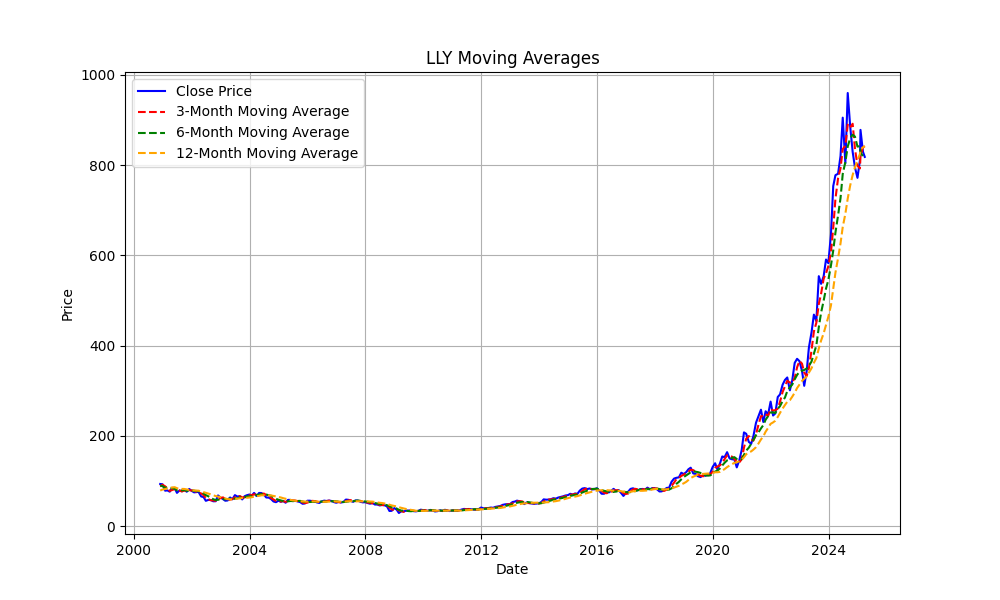 LLY Moving Averages
1000
800
600
400
200
0
Price
Close Price
3-Month Moving Average
6-Month Moving Average
12-Month Moving Average
2000 2004 2008 2012 2016 2020 2024
Date